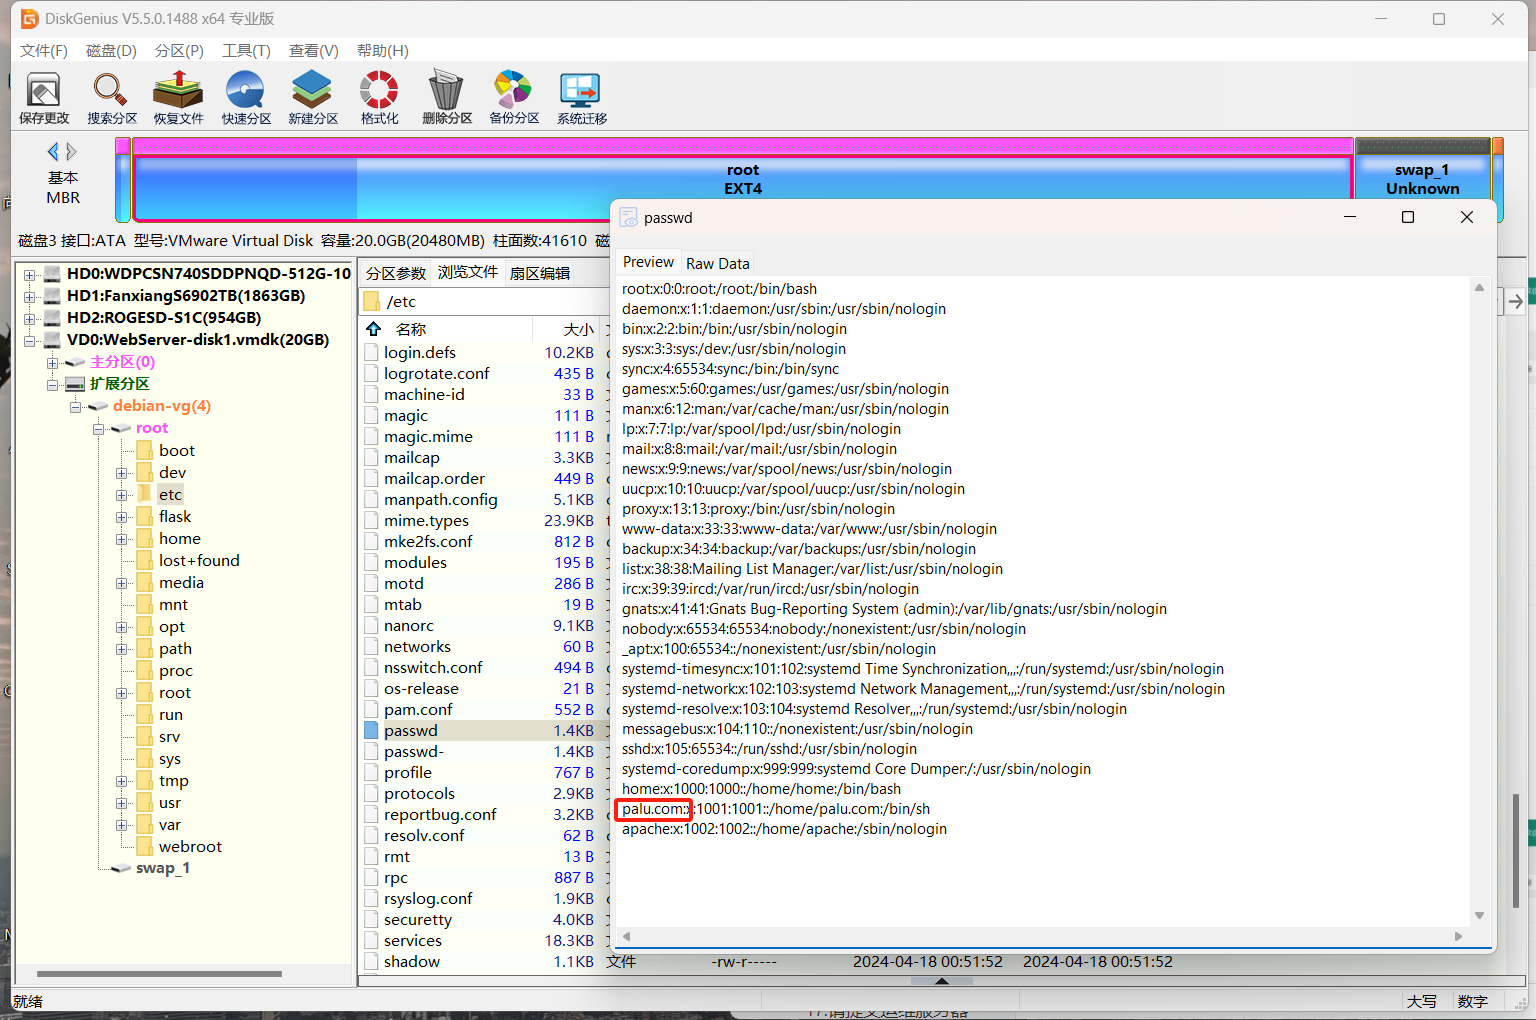 DiskGenius V5.5.0.1488 x64 专业版
文件(F) 磁盘(D) 分区(P) 工具(T) 查看(V) 帮助(H)
保存更改 搜索分区 恢复文件 快速分区 新建分区 格式化 删除分区 备份分区 系统迁移
基本
MBR
root
EXT4
swap_1
Unknown
磁盘3 接口:ATA 型号:VMware Virtual Disk 容量:20.0GB(20480MB) 柱面数:41610 磁
HD0:WDPCSN740SDDPNQD-512G-10
HD1:FanxiangS6902TB(1863GB)
HD2:ROGESD-S1C(954GB)
VD0:WebServer-disk1.vmdk(20GB)
主分区(0)
扩展分区
debian-vg(4)
root
boot
dev
etc
flask
home
lost+found
media
mnt
opt
path
proc
root
run
srv
sys
tmp
usr
var
webroot
swap_1
分区参数 浏览文件 扇区编辑
/etc
名称 大小
login.defs 10.2KB
logrotate.conf 435 B
machine-id 33 B
magic 111 B
magic.mime 111 B
mailcap 3.3KB
mailcap.order 449 B
manpath.config 5.1KB
mime.types 23.9KB
mke2fs.conf 812 B
modules 195 B
motd 286 B
mtab 19 B
nanorc 9.1KB
networks 60 B
nsswitch.conf 494 B
os-release 21 B
pam.conf 552 B
passwd 1.4KB
passwd- 1.4KB
profile 767 B
protocols 2.9KB
reportbug.conf 3.2KB
resolv.conf 62 B
rmt 13 B
rpc 887 B
rsyslog.conf 1.9KB
securetty 4.0KB
services 18.3KB
shadow 1.1KB 文件 -rw-r----- 2024-04-18 00:51:52 2024-04-18 00:51:52
passwd
Preview Raw Data
root:x:0:0:root:/root:/bin/bash
daemon:x:1:1:daemon:/usr/sbin:/usr/sbin/nologin
bin:x:2:2:bin:/bin:/usr/sbin/nologin
sys:x:3:3:sys:/dev:/usr/sbin/nologin
sync:x:4:65534:sync:/bin:/bin/sync
games:x:5:60:games:/usr/games:/usr/sbin/nologin
man:x:6:12:man:/var/cache/man:/usr/sbin/nologin
lp:x:7:7:lp:/var/spool/lpd:/usr/sbin/nologin
mail:x:8:8:mail:/var/mail:/usr/sbin/nologin
news:x:9:9:news:/var/spool/news:/usr/sbin/nologin
uucp:x:10:10:uucp:/var/spool/uucp:/usr/sbin/nologin
proxy:x:13:13:proxy:/bin:/usr/sbin/nologin
www-data:x:33:33:www-data:/var/www:/usr/sbin/nologin
backup:x:34:34:backup:/var/backups:/usr/sbin/nologin
list:x:38:38:Mailing List Manager:/var/list:/usr/sbin/nologin
irc:x:39:39:ircd:/var/run/ircd:/usr/sbin/nologin
gnats:x:41:41:Gnats Bug-Reporting System (admin):/var/lib/gnats:/usr/sbin/nologin
nobody:x:65534:65534:nobody:/nonexistent:/usr/sbin/nologin
_apt:x:100:65534::/nonexistent:/usr/sbin/nologin
systemd-timesync:x:101:102:systemd Time Synchronization,,,:/run/systemd:/usr/sbin/nologin
systemd-network:x:102:103:systemd Network Management,,,:/run/systemd:/usr/sbin/nologin
systemd-resolve:x:103:104:systemd Resolver,,,:/run/systemd:/usr/sbin/nologin
messagebus:x:104:110::/nonexistent:/usr/sbin/nologin
sshd:x:105:65534::/run/sshd:/usr/sbin/nologin
systemd-coredump:x:999:999:systemd Core Dumper:/:/usr/sbin/nologin
home:x:1000:1000::/home/home:/bin/bash
palu.com:x:1001:1001::/home/palu.com:/bin/sh
apache:x:1002:1002::/home/apache:/sbin/nologin
就绪 大写 数字